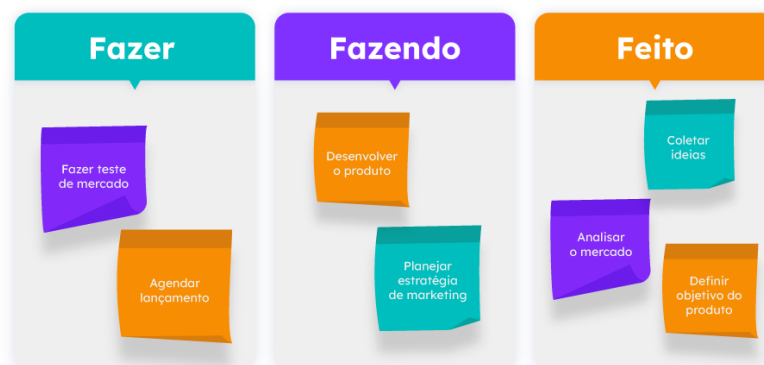 Fazer
Fazer teste
de mercado
Agendar
lançamento
Fazendo
Desenvolver
o produto
Planejar
estratégia
de marketing
Feito
Coletar
ideias
Analisar
o mercado
Definir
objetivo do
produto